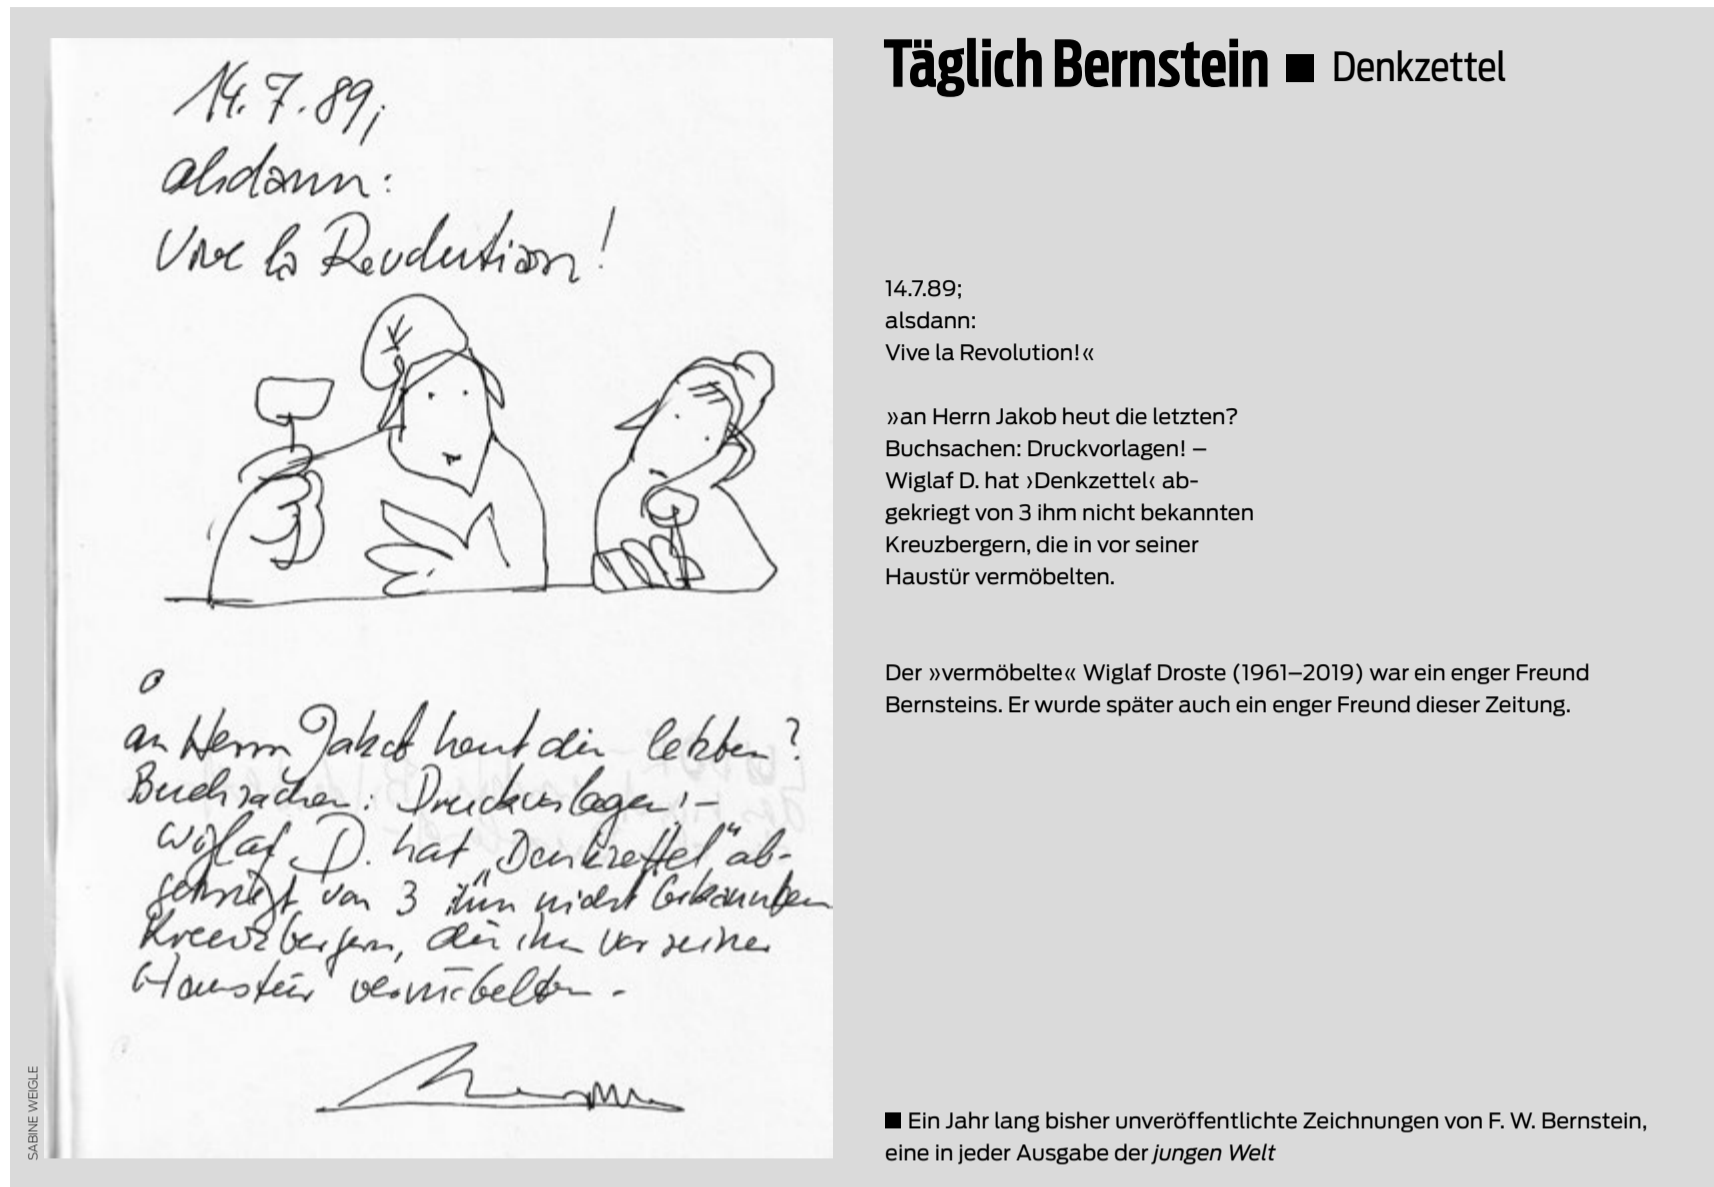 14.7.89;
alsdann:
Vive la Revolution!
an Herrn Jakob heut die letzten?
Buchsachen: Druckvorlagen! –
Wiglaf D. hat „Denkzettel“ ab-
gekriegt von 3 ihm nicht bekannten
Kreuzbergern, die ihn vor seiner
Haustür vermöbelten.
SABINE WEIGLE
Täglich Bernstein ■ Denkzettel
14.7.89;
alsdann:
Vive la Revolution!«
»an Herrn Jakob heut die letzten?
Buchsachen: Druckvorlagen! –
Wiglaf D. hat ›Denkzettel‹ ab-
gekriegt von 3 ihm nicht bekannten
Kreuzbergern, die in vor seiner
Haustür vermöbelten.
Der »vermöbelte« Wiglaf Droste (1961–2019) war ein enger Freund
Bernsteins. Er wurde später auch ein enger Freund dieser Zeitung.
■ Ein Jahr lang bisher unveröffentlichte Zeichnungen von F. W. Bernstein,
eine in jeder Ausgabe der jungen Welt